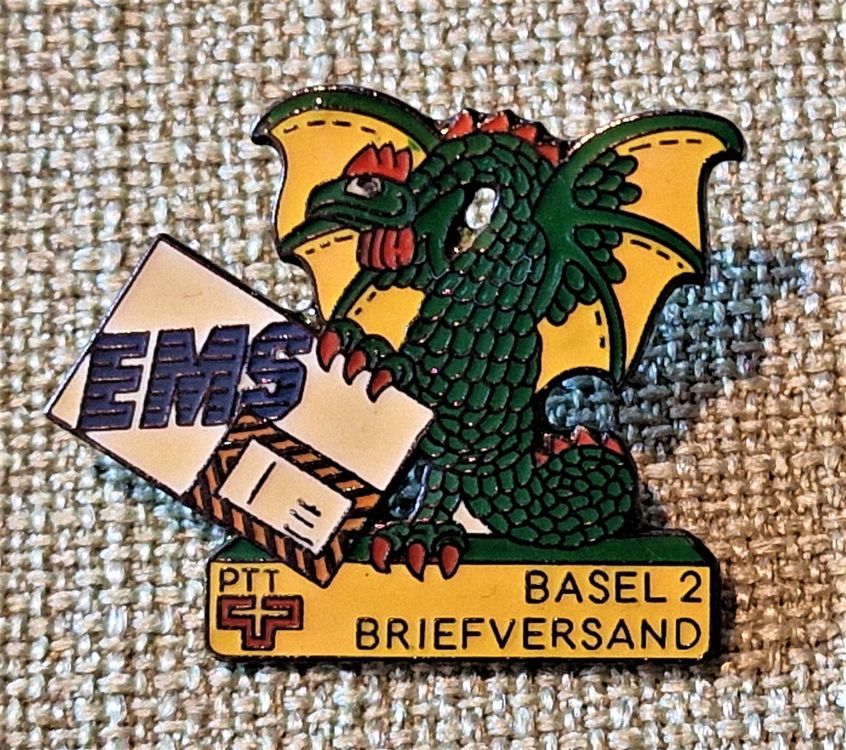 EMS
PTT
BASEL 2
BRIEFVERSAND